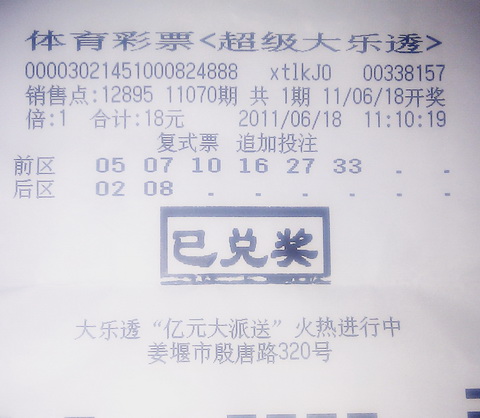 体育彩票<超级大乐透>
000030214510000824888 xtlkJ0 00338157
销售点:12895 11070期 共 1期 11/06/18开奖
倍:1 合计:18元 2011/06/18 11:10:19
复式票 追加投注
前区 05 07 10 16 27 33 . .
后区 02 08 . . . . . .
已兑奖
大乐透“亿元大派送”火热进行中
姜堰市殷唐路320号